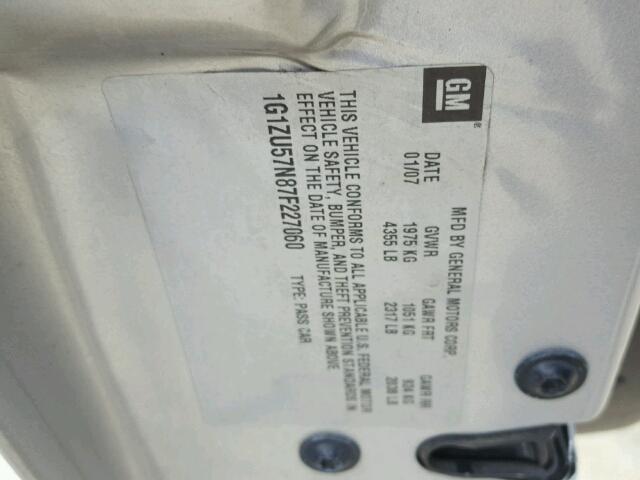 GM
MFD BY GENERAL MOTORS CORP.
DATE GVWR GAWR FRT GAWR RR
01/07 1975 KG 1051 KG 924 KG
4355 LB 2317 LB 2038 LB
THIS VEHICLE CONFORMS TO ALL APPLICABLE U.S. FEDERAL MOTOR
VEHICLE SAFETY, BUMPER, AND THEFT PREVENTION STANDARDS IN
EFFECT ON THE DATE OF MANUFACTURE SHOWN ABOVE.
1G1ZU57N87F227060 TYPE: PASS CAR